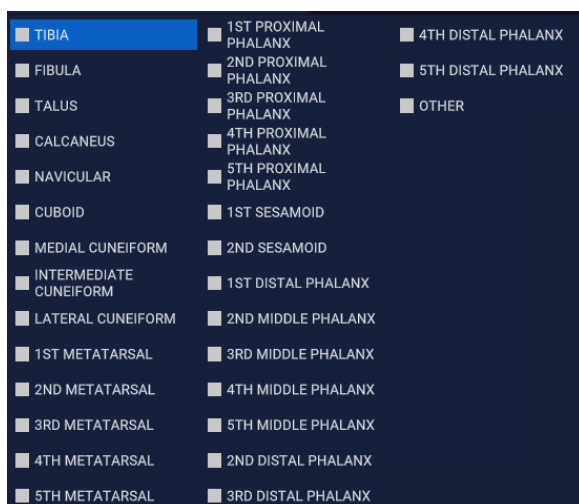 TIBIA
FIBULA
TALUS
CALCANEUS
NAVICULAR
CUBOID
MEDIAL CUNEIFORM
INTERMEDIATE
CUNEIFORM
LATERAL CUNEIFORM
1ST METATARSAL
2ND METATARSAL
3RD METATARSAL
4TH METATARSAL
5TH METATARSAL
1ST PROXIMAL
PHALANX
2ND PROXIMAL
PHALANX
3RD PROXIMAL
PHALANX
4TH PROXIMAL
PHALANX
5TH PROXIMAL
PHALANX
1ST SESAMOID
2ND SESAMOID
1ST DISTAL PHALANX
2ND MIDDLE PHALANX
3RD MIDDLE PHALANX
4TH MIDDLE PHALANX
5TH MIDDLE PHALANX
2ND DISTAL PHALANX
3RD DISTAL PHALANX
4TH DISTAL PHALANX
5TH DISTAL PHALANX
OTHER